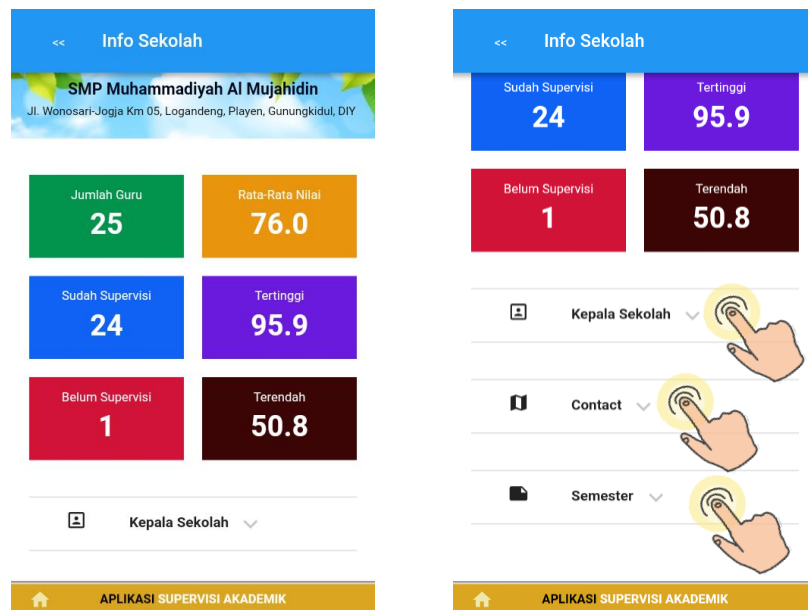 << Info Sekolah
SMP Muhammadiyah Al Mujahidin
Jl. Wonosari-Jogja Km 05, Logandeng, Playen, Gunungkidul, DIY
Jumlah Guru
25
Rata-Rata Nilai
76.0
Sudah Supervisi
24
Tertinggi
95.9
Belum Supervisi
1
Terendah
50.8
Kepala Sekolah
APLIKASI SUPERVISI AKADEMIK
<< Info Sekolah
Sudah Supervisi
24
Tertinggi
95.9
Belum Supervisi
1
Terendah
50.8
Kepala Sekolah
Contact
Semester
APLIKASI SUPERVISI AKADEMIK